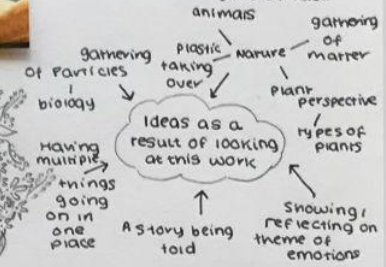 animals
gathering
of
matter
Nature
Plastic
taking
over
gathering
of Particles
biology
Plant
perspective
types of
plants
Ideas as a
result of looking
at this work
Having
multiple
things
going
on in
one
place
A story being
told
Showing/
reflecting on
theme of
emotions